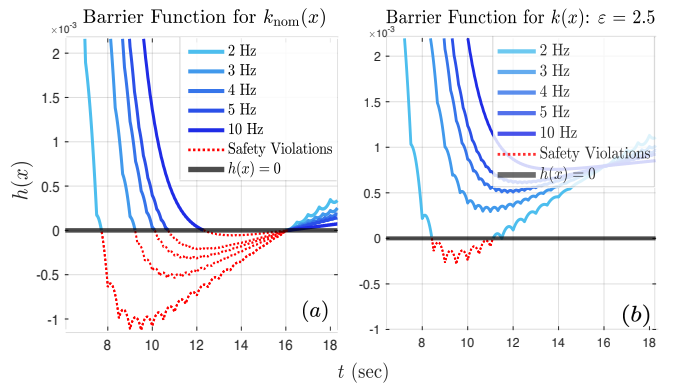 Barrier Function for k_nom(x)
×10^-3
2
1.5
1
0.5
0
-0.5
-1
8 10 12 14 16 18
h(x)
2 Hz
3 Hz
4 Hz
5 Hz
10 Hz
Safety Violations
h(x) = 0
(a)
Barrier Function for k(x): ε = 2.5
×10^-3
2
1.5
1
0.5
0
-0.5
-1
8 10 12 14 16 18
2 Hz
3 Hz
4 Hz
5 Hz
10 Hz
Safety Violations
h(x) = 0
(b)
t (sec)